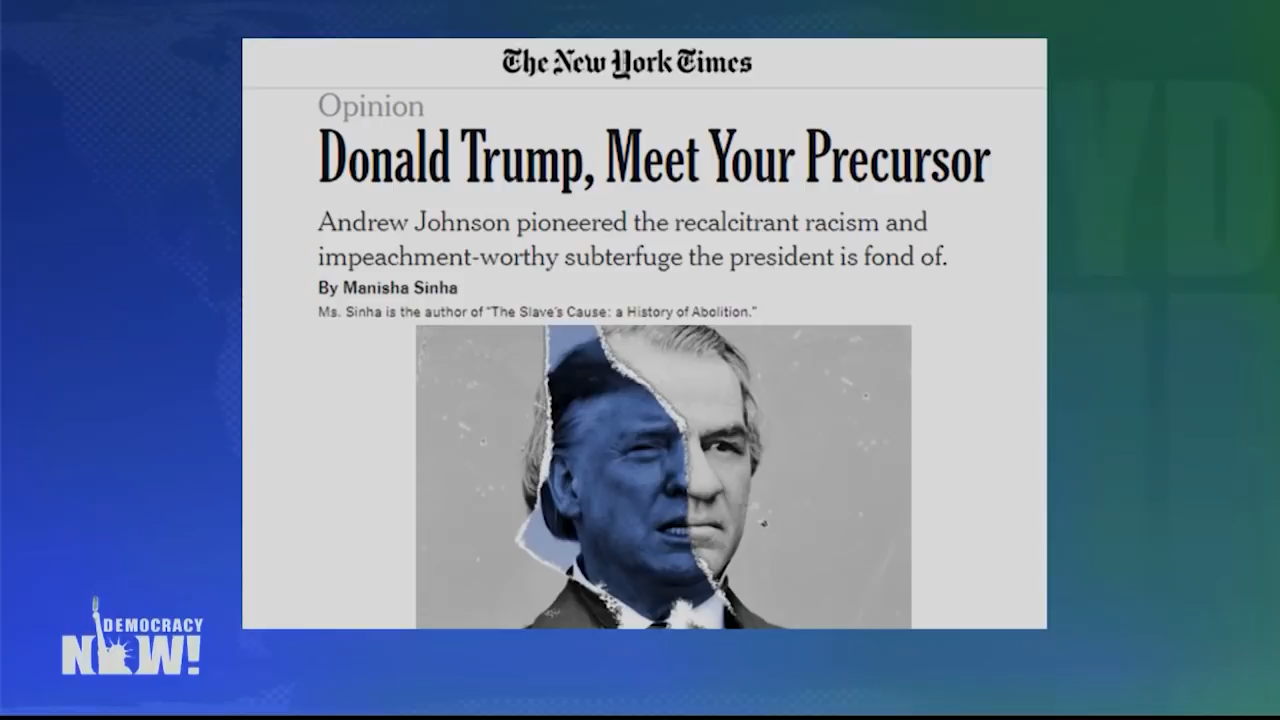 The New York Times
Opinion
Donald Trump, Meet Your Precursor
Andrew Johnson pioneered the recalcitrant racism and
impeachment-worthy subterfuge the president is fond of.
By Manisha Sinha
Ms. Sinha is the author of "The Slave's Cause: a History of Abolition."
DEMOCRACY
NOW!